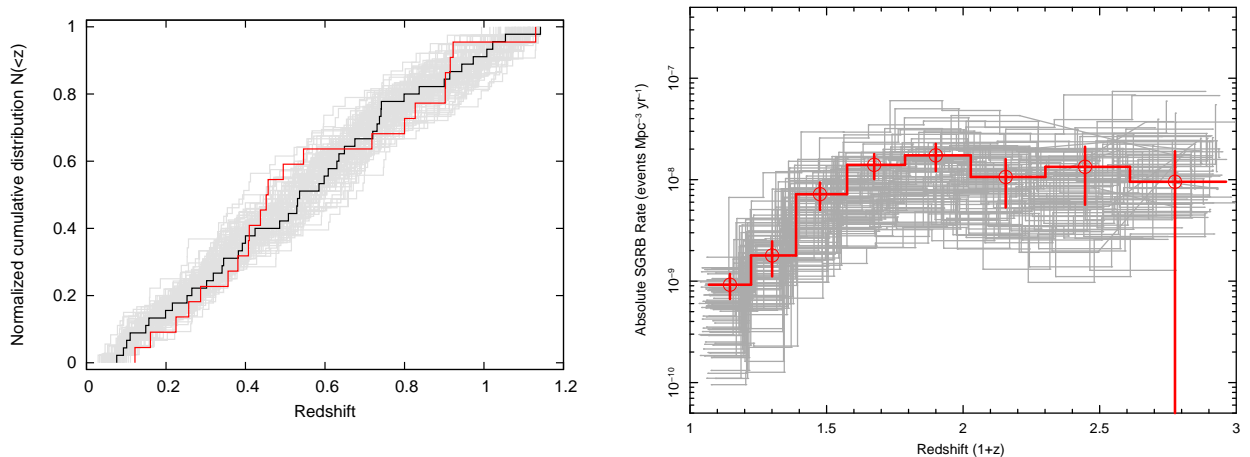 Normalized cumulative distribution N(<z)
1
0.8
0.6
0.4
0.2
0
0 0.2 0.4 0.6 0.8 1 1.2
Redshift
Absolute SGRB Rate (events Mpc⁻³ yr⁻¹)
10⁻⁷
10⁻⁸
10⁻⁹
10⁻¹⁰
1 1.5 2 2.5 3
Redshift (1+z)